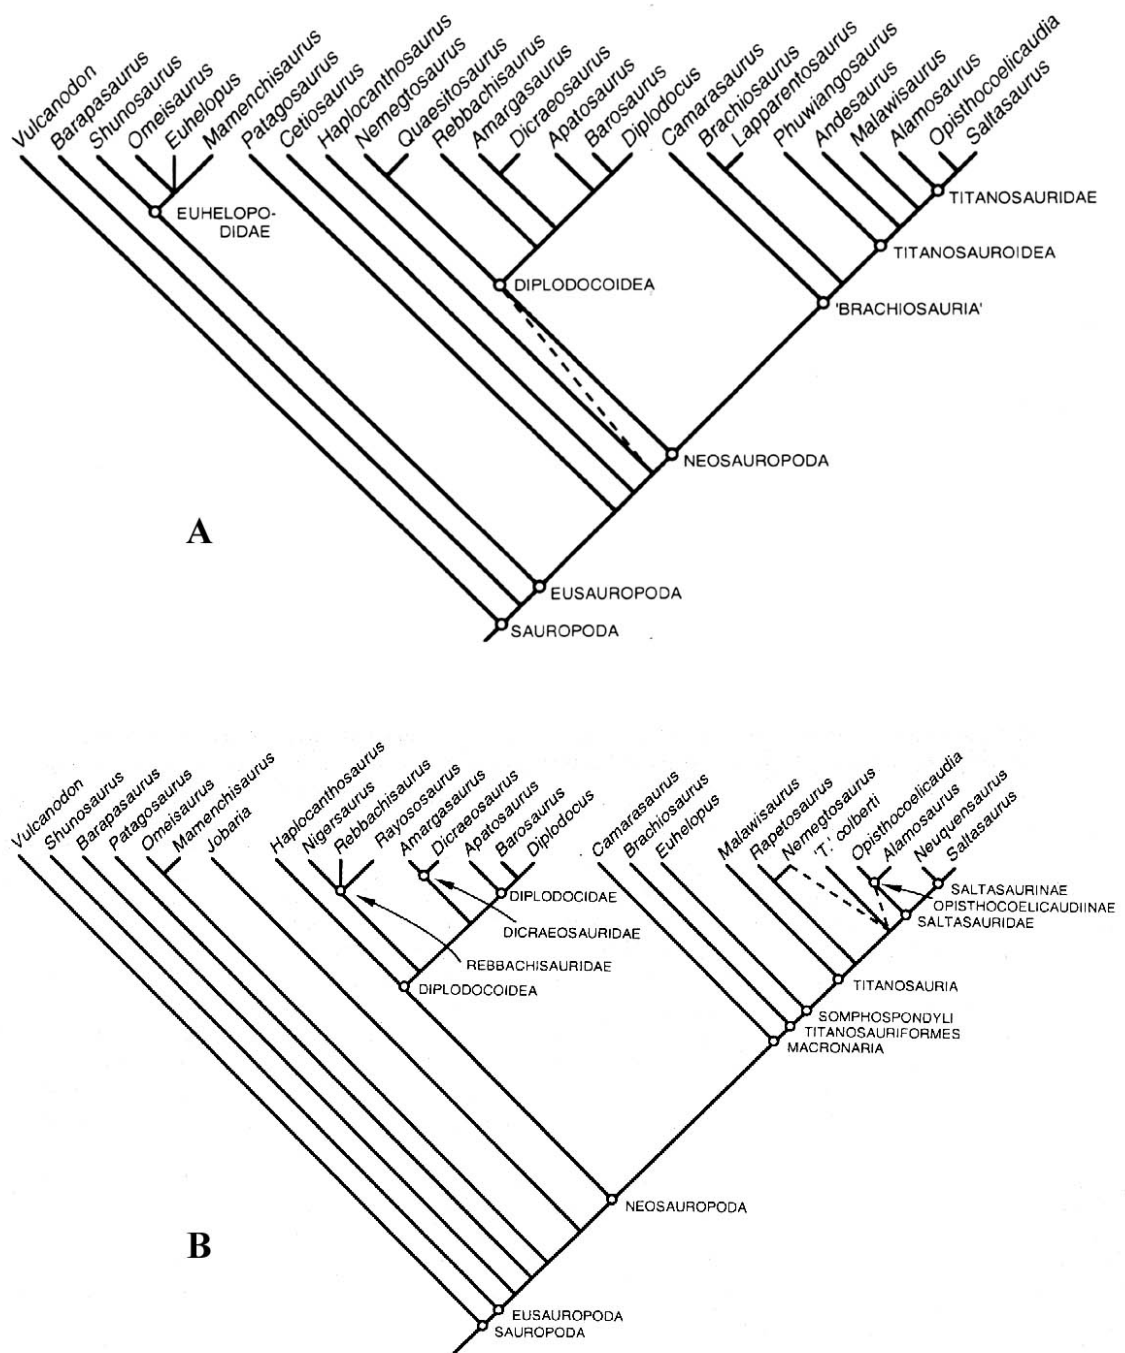 Vulcanodon
Barapasaurus
Shunosaurus
Omeisaurus
Euhelopus
Mamenchisaurus
Patagosaurus
Cetiosaurus
Haplocanthosaurus
Nemegtosaurus
Quaesitosaurus
Rebbachisaurus
Amargasaurus
Dicraeosaurus
Apatosaurus
Barosaurus
Diplodocus
Camarasaurus
Brachiosaurus
Lapparentosaurus
Phuwiangosaurus
Andesaurus
Malawisaurus
Alamosaurus
Opisthocoelicaudia
Saltasaurus
EUHELOPO-
DIDAE
TITANOSAURIDAE
TITANOSAUROIDEA
DIPLODOCOIDEA
'BRACHIOSAURIA'
NEOSAUROPODA
A
EUSAUROPODA
SAUROPODA
Vulcanodon
Shunosaurus
Barapasaurus
Patagosaurus
Omeisaurus
Mamenchisaurus
Jobaria
Haplocanthosaurus
Nigersaurus
Rebbachisaurus
Rayososaurus
Amargasaurus
Dicraeosaurus
Apatosaurus
Barosaurus
Diplodocus
Camarasaurus
Brachiosaurus
Euhelopus
Malawisaurus
Rapetosaurus
Nemegtosaurus
'T.' colberti
Opisthocoelicaudia
Alamosaurus
Neuquensaurus
Saltasaurus
SALTASAURINAE
OPISTHOCOELICAUDIINAE
SALTASAURIDAE
DIPLODOCIDAE
DICRAEOSAURIDAE
REBBACHISAURIDAE
DIPLODOCOIDEA
TITANOSAURIA
SOMPHOSPONDYLI
TITANOSAURIFORMES
MACRONARIA
NEOSAUROPODA
B
EUSAUROPODA
SAUROPODA